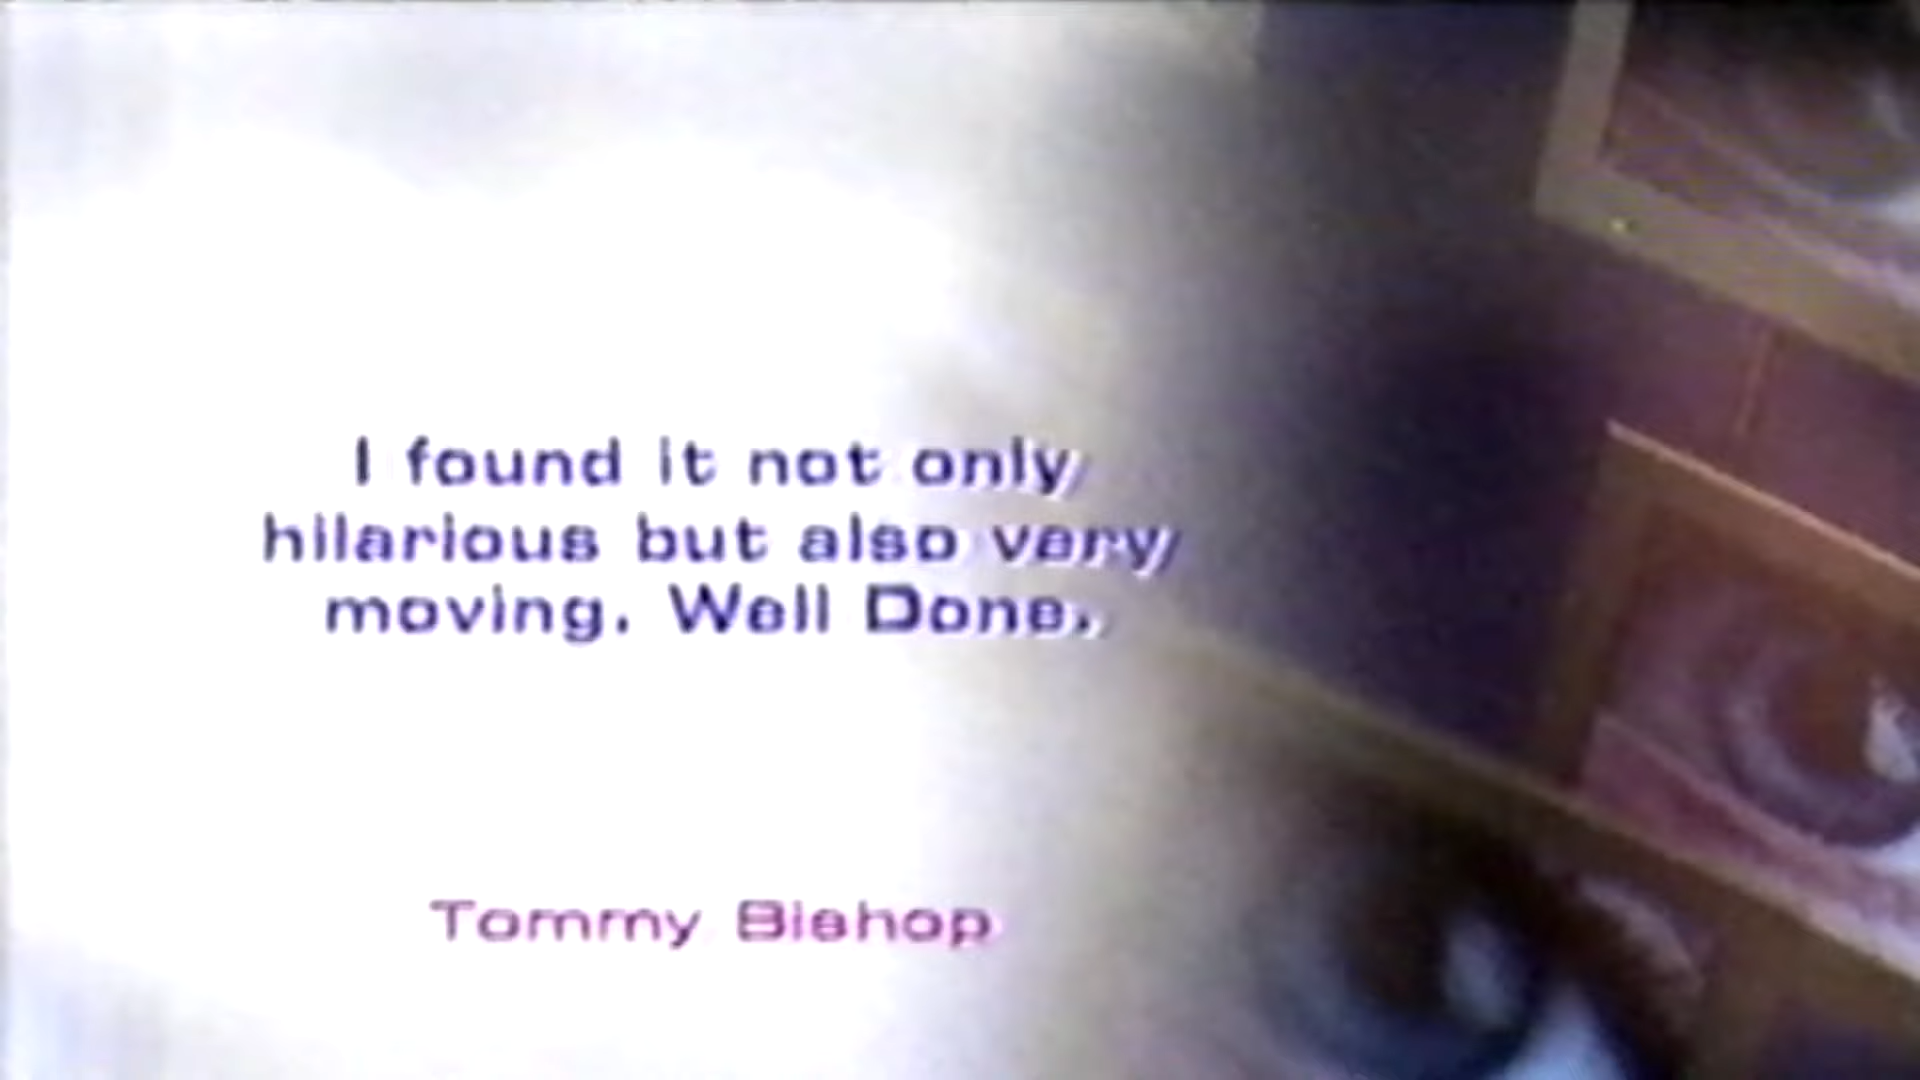 I found it not only
hilarious but also very
moving. Well Done.
Tommy Bishop